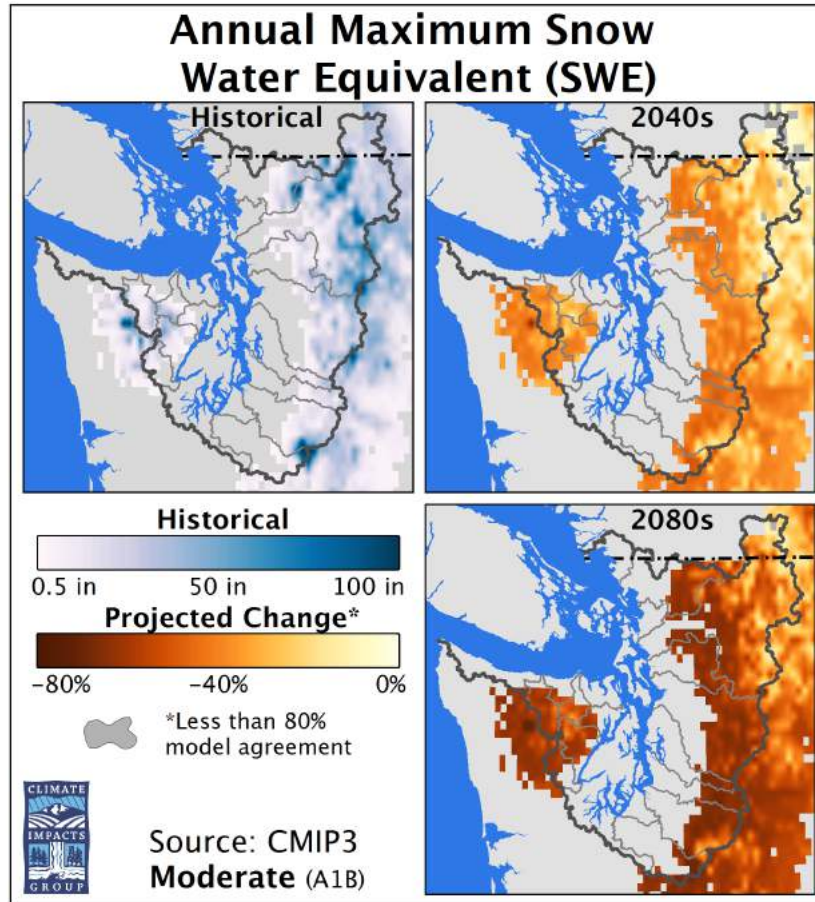 Annual Maximum Snow
Water Equivalent (SWE)
Historical
2040s
Historical
0.5 in 50 in 100 in
Projected Change*
-80% -40% 0%
*Less than 80%
model agreement
2080s
CLIMATE
IMPACTS
GROUP
Source: CMIP3
Moderate (A1B)